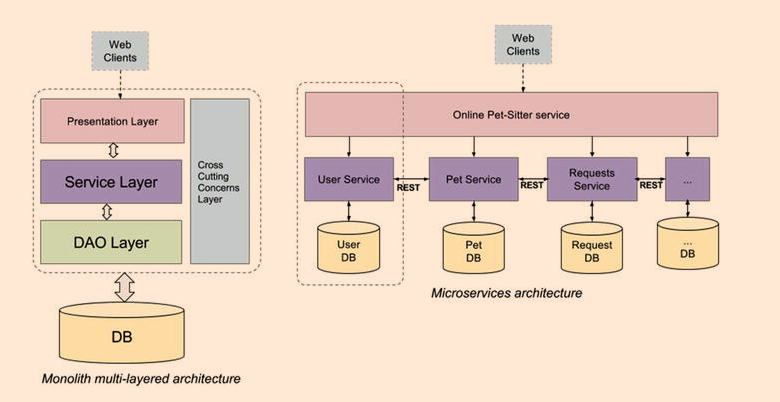 Web
Clients
Presentation Layer
Service Layer
DAO Layer
Cross
Cutting
Concerns
Layer
DB
Monolith multi-layered architecture
Web
Clients
Online Pet-Sitter service
User Service
REST
Pet Service
REST
Requests
Service
REST
...
User
DB
Pet
DB
Request
DB
...
DB
Microservices architecture